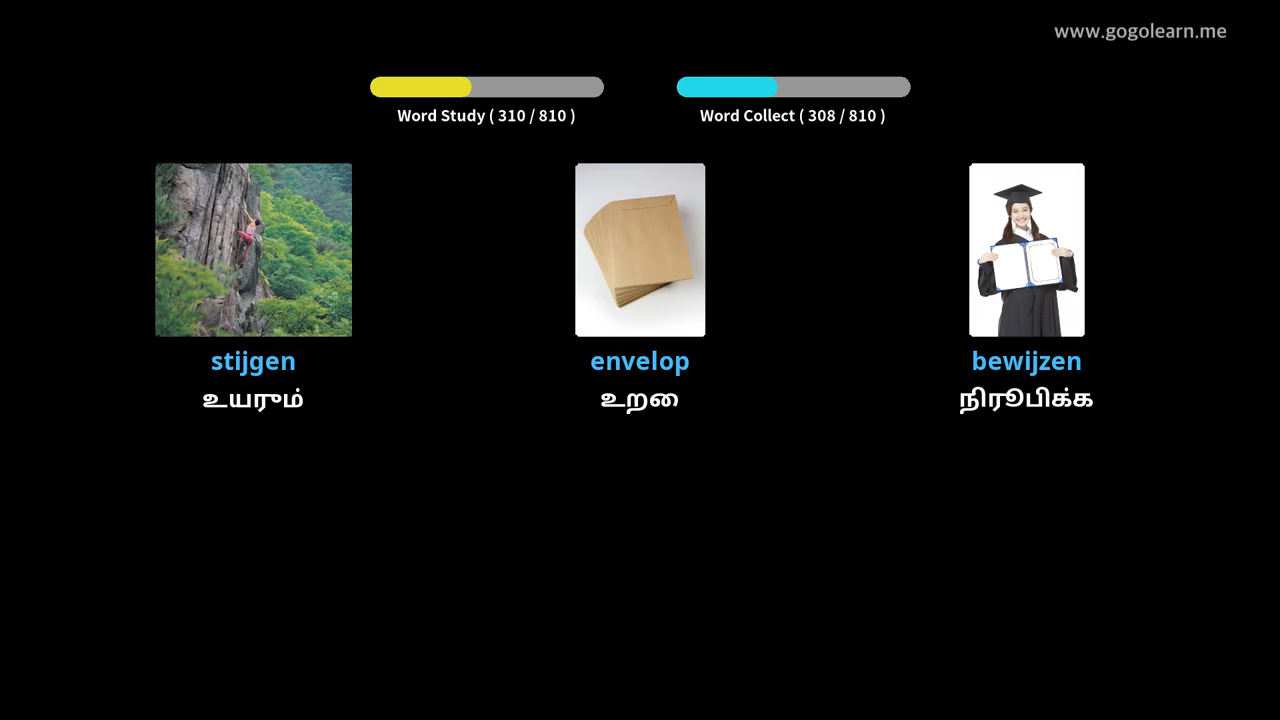 www.gogolearn.me
Word Study ( 310 / 810 )
Word Collect ( 308 / 810 )
stijgen
உயரும்
envelop
உறை
bewijzen
நிரூபிக்க